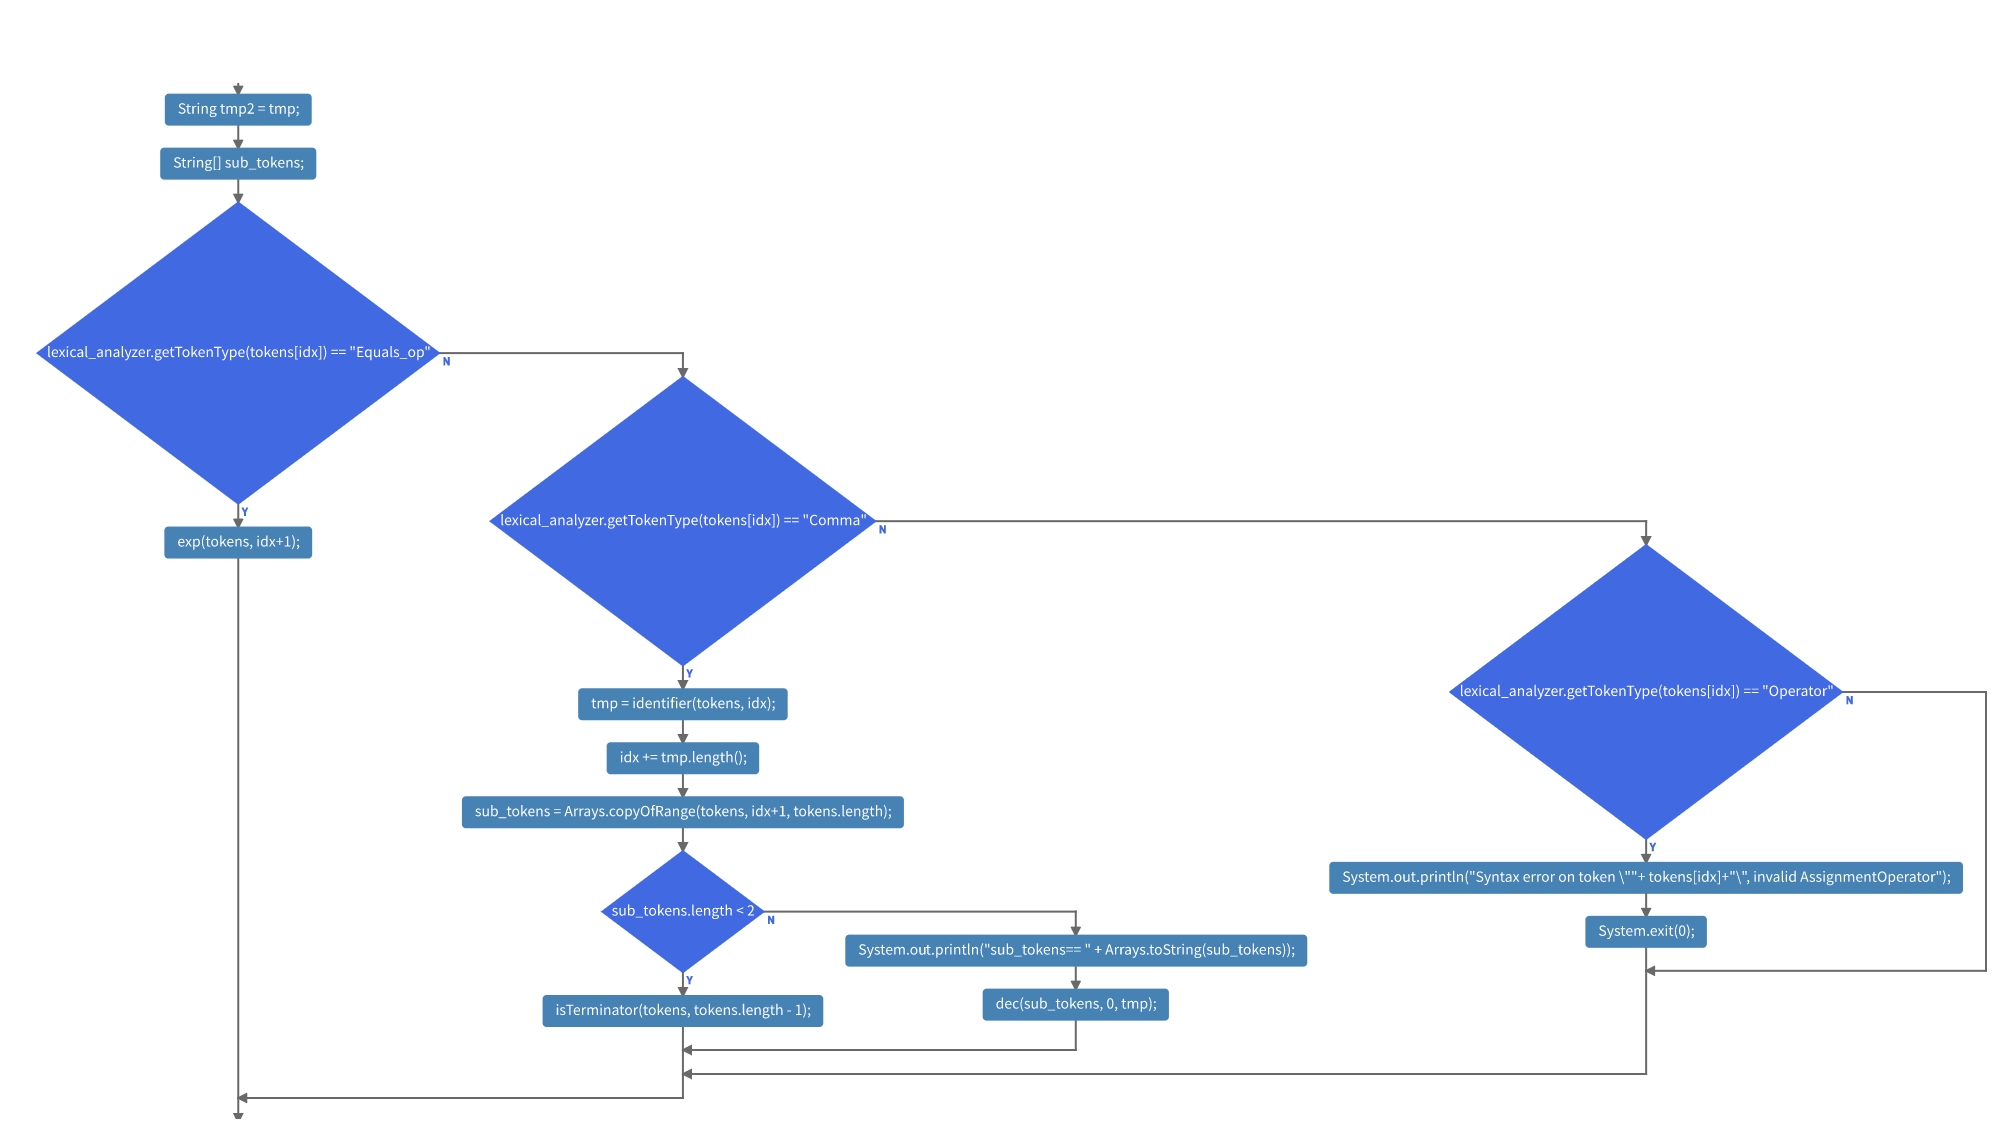 String tmp2 = tmp;
String[] sub_tokens;
lexical_analyzer.getTokenType(tokens[idx]) == "Equals_op"
N
Y
exp(tokens, idx+1);
lexical_analyzer.getTokenType(tokens[idx]) == "Comma"
N
Y
tmp = identifier(tokens, idx);
idx += tmp.length();
sub_tokens = Arrays.copyOfRange(tokens, idx+1, tokens.length);
sub_tokens.length < 2
N
Y
isTerminator(tokens, tokens.length - 1);
System.out.println("sub_tokens== " + Arrays.toString(sub_tokens));
dec(sub_tokens, 0, tmp);
lexical_analyzer.getTokenType(tokens[idx]) == "Operator"
N
Y
System.out.println("Syntax error on token \""+ tokens[idx]+"\", invalid AssignmentOperator");
System.exit(0);